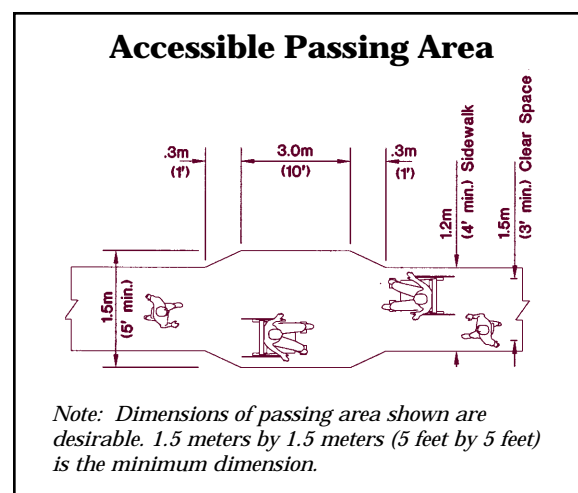 Accessible Passing Area
.3m
(1')
3.0m
(10')
.3m
(1')
1.2m
(4' min.) Sidewalk
1.5m
(3' min.) Clear Space
1.5m
(5' min.)
Note: Dimensions of passing area shown are
desirable. 1.5 meters by 1.5 meters (5 feet by 5 feet)
is the minimum dimension.